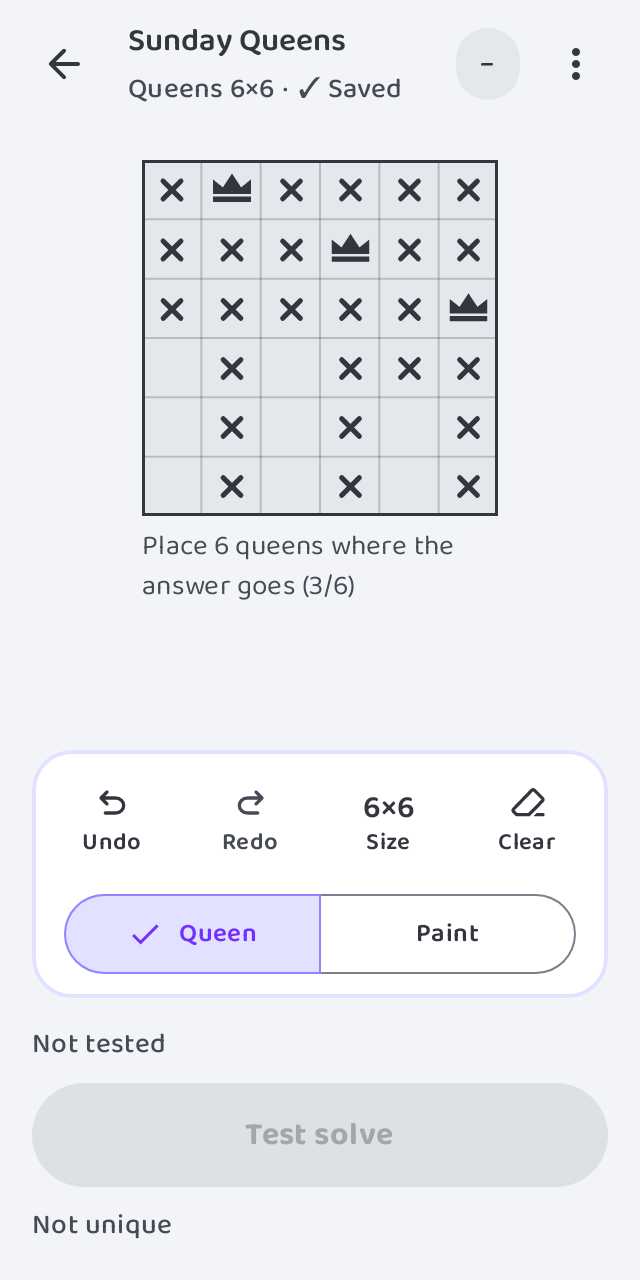 Sunday Queens
Queens 6×6 · ✓ Saved
–
Place 6 queens where the
answer goes (3/6)
Undo
Redo
6×6
Size
Clear
Queen
Paint
Not tested
Test solve
Not unique